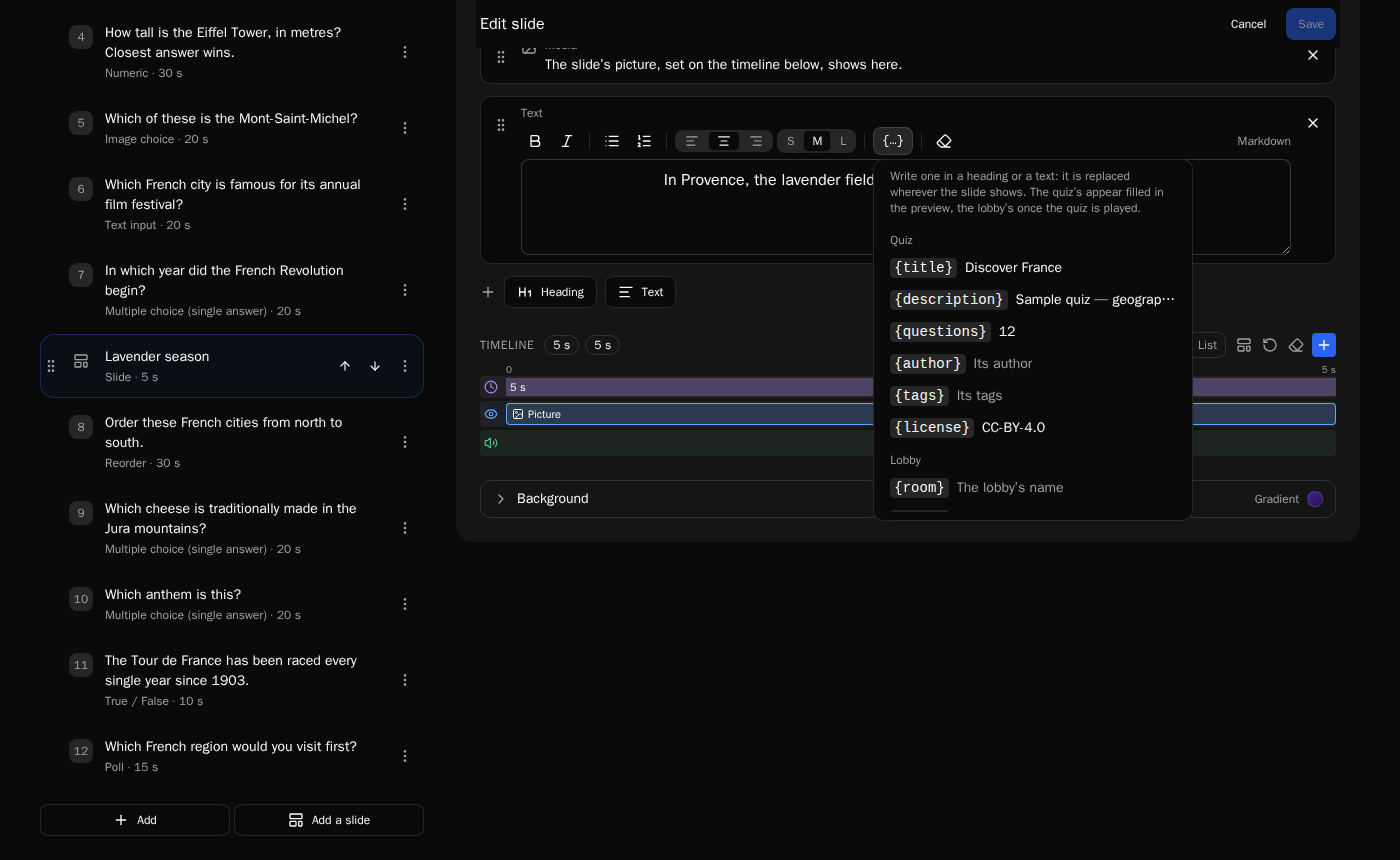 4
How tall is the Eiffel Tower, in metres?
Closest answer wins.
Numeric · 30 s
5
Which of these is the Mont-Saint-Michel?
Image choice · 20 s
6
Which French city is famous for its annual
film festival?
Text input · 20 s
7
In which year did the French Revolution
begin?
Multiple choice (single answer) · 20 s
Lavender season
Slide · 5 s
8
Order these French cities from north to
south.
Reorder · 30 s
9
Which cheese is traditionally made in the
Jura mountains?
Multiple choice (single answer) · 20 s
10
Which anthem is this?
Multiple choice (single answer) · 20 s
11
The Tour de France has been raced every
single year since 1903.
True / False · 10 s
12
Which French region would you visit first?
Poll · 15 s
Add
Add a slide
Edit slide
Cancel
Save
The slide's picture, set on the timeline below, shows here.
Text
B I S M L {...} Markdown
In Provence, the lavender field
Write one in a heading or a text: it is replaced
wherever the slide shows. The quiz's appear filled in
the preview, the lobby's once the quiz is played.
Quiz
{title} Discover France
{description} Sample quiz — geograp···
{questions} 12
{author} Its author
{tags} Its tags
{license} CC-BY-4.0
Lobby
{room} The lobby's name
H1 Heading
Text
TIMELINE 5 s 5 s
List
0
5 s
5 s
Picture
Background
Gradient